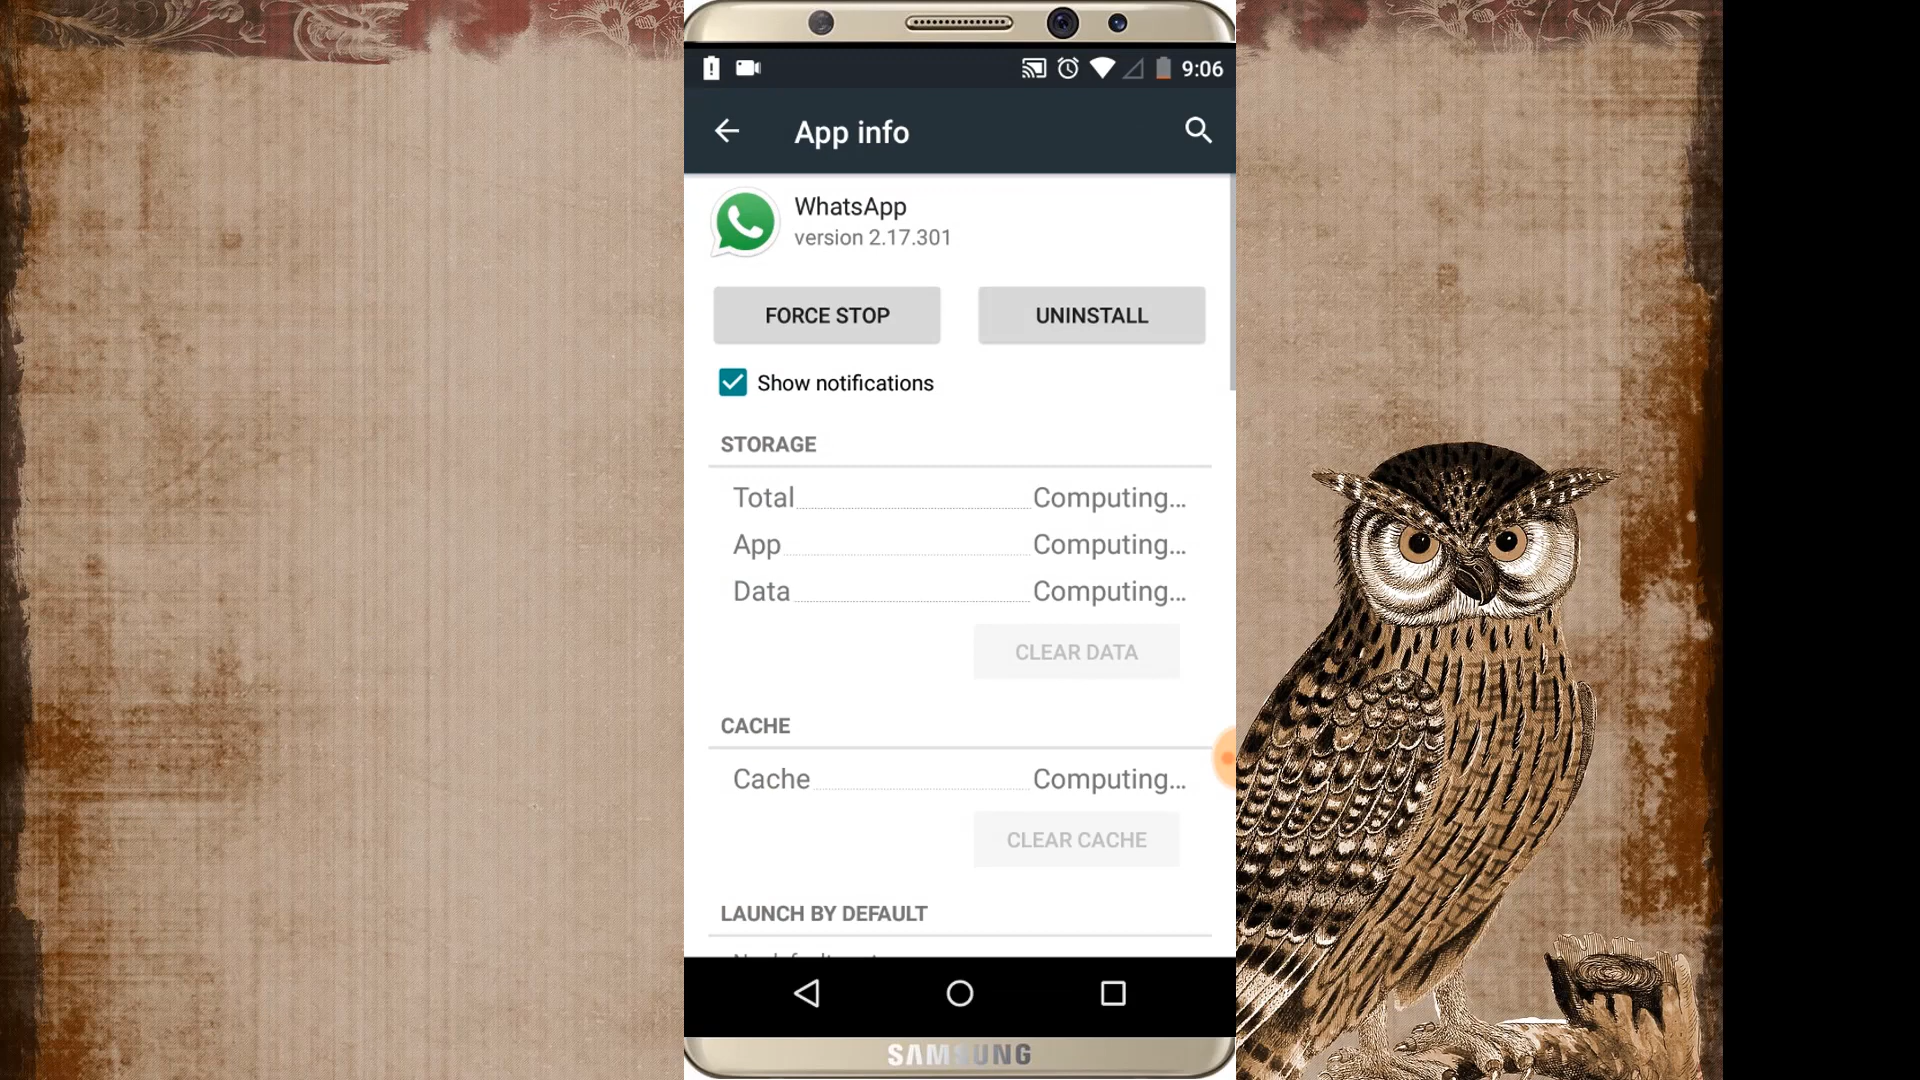 9:06
App info
WhatsApp
version 2.17.301
FORCE STOP
UNINSTALL
Show notifications
STORAGE
Total Computing...
App Computing...
Data Computing...
CLEAR DATA
CACHE
Cache Computing...
CLEAR CACHE
LAUNCH BY DEFAULT
SAMSUNG